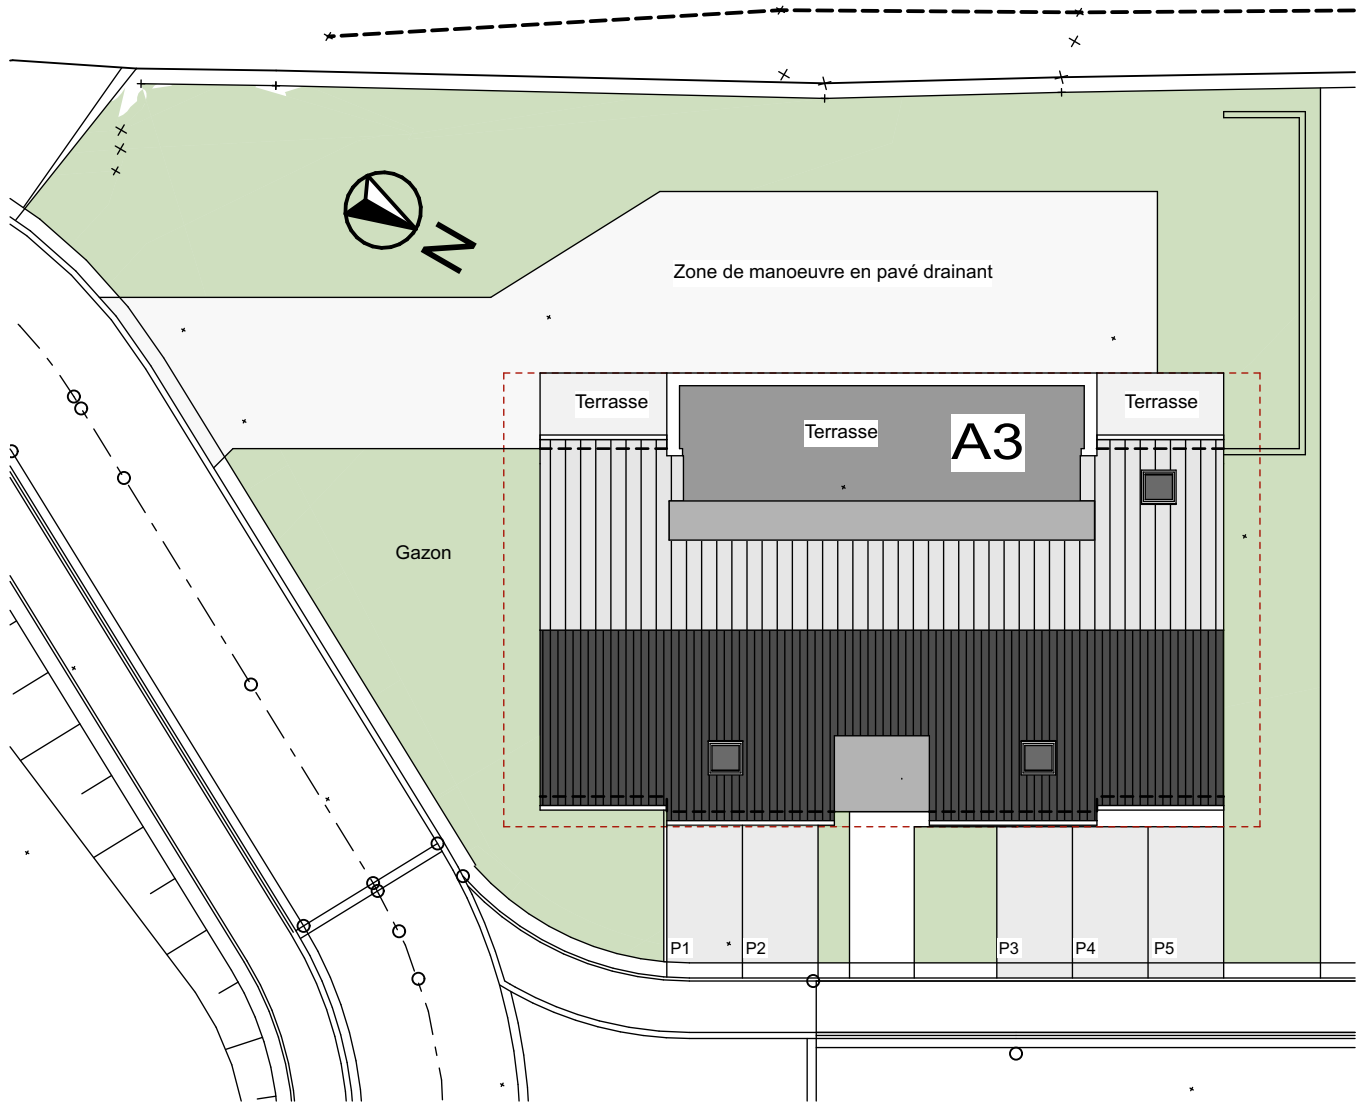 N
Zone de manoeuvre en pavé drainant
Terrasse
Terrasse
Terrasse
A3
Gazon
P1
P2
P3
P4
P5